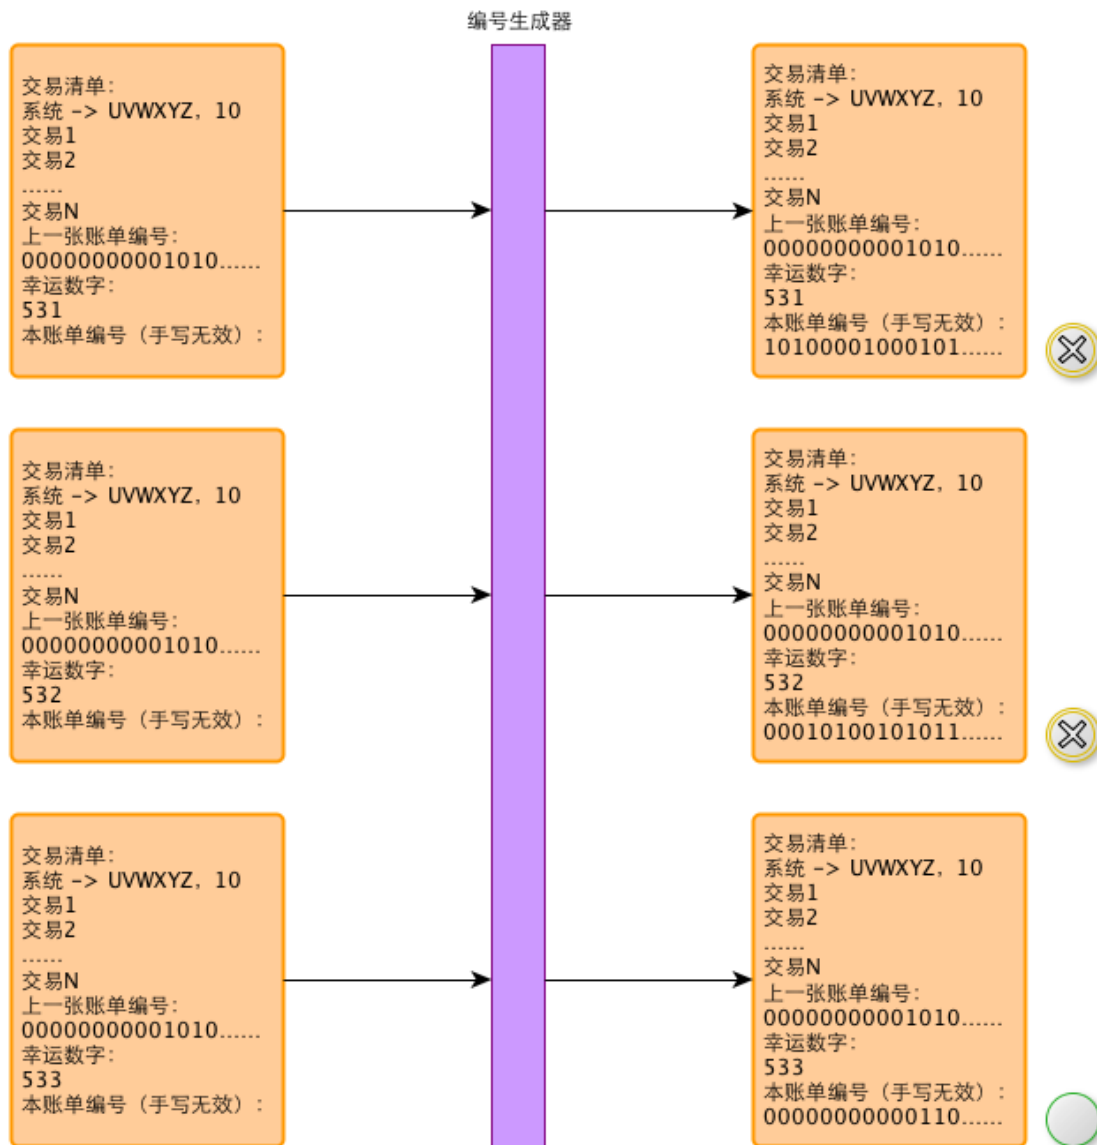 编号生成器
交易清单：
系统 -> UVWXYZ，10
交易1
交易2
......
交易N
上一张账单编号：
00000000001010......
幸运数字：
531
本账单编号（手写无效）：
交易清单：
系统 -> UVWXYZ，10
交易1
交易2
......
交易N
上一张账单编号：
00000000001010......
幸运数字：
531
本账单编号（手写无效）：
10100001000101......
交易清单：
系统 -> UVWXYZ，10
交易1
交易2
......
交易N
上一张账单编号：
00000000001010......
幸运数字：
532
本账单编号（手写无效）：
交易清单：
系统 -> UVWXYZ，10
交易1
交易2
......
交易N
上一张账单编号：
00000000001010......
幸运数字：
532
本账单编号（手写无效）：
00010100101011......
交易清单：
系统 -> UVWXYZ，10
交易1
交易2
......
交易N
上一张账单编号：
00000000001010......
幸运数字：
533
本账单编号（手写无效）：
交易清单：
系统 -> UVWXYZ，10
交易1
交易2
......
交易N
上一张账单编号：
00000000001010......
幸运数字：
533
本账单编号（手写无效）：
00000000000110......